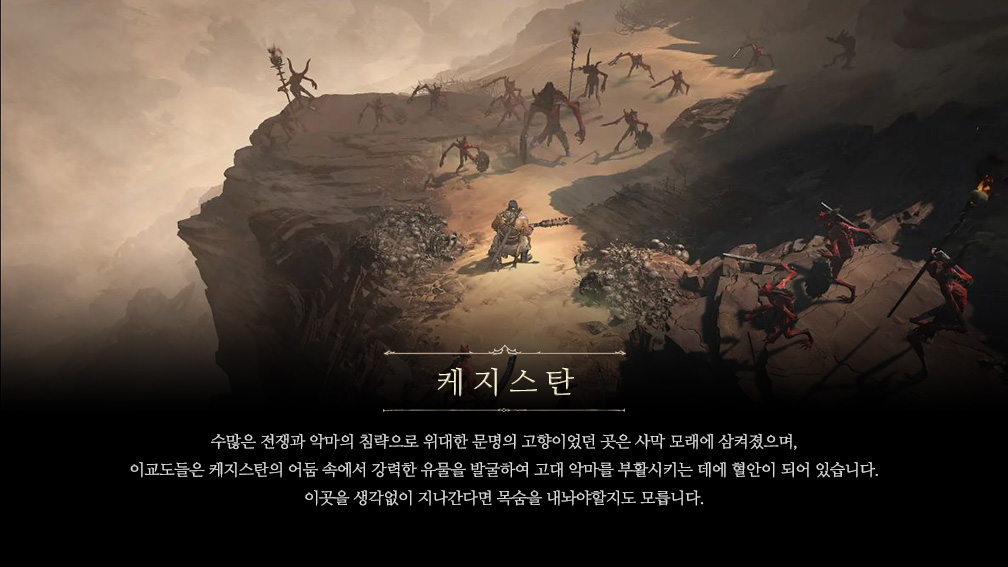 케지스탄
수많은 전쟁과 악마의 침략으로 위대한 문명의 고향이었던 곳은 사막 모래에 삼켜졌으며,
이교도들은 케지스탄의 어둠 속에서 강력한 유물을 발굴하여 고대 악마를 부활시키는 데에 혈안이 되어 있습니다.
이곳을 생각없이 지나간다면 목숨을 내놔야할지도 모릅니다.